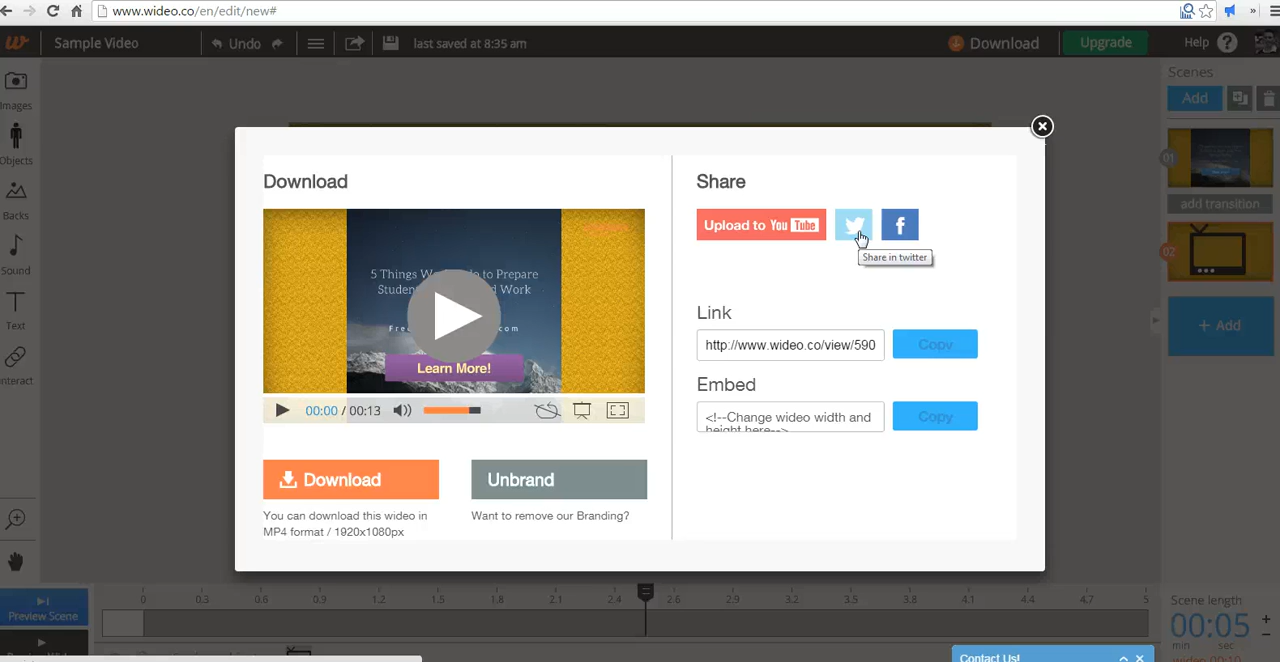 www.wideo.co/en/edit/new#
Sample Video
Undo
last saved at 8:35 am
Download
Upgrade
Help ?
Images
Objects
Backs
Sound
Text
Interact
Scenes
Add
01
add transition
02
+ Add
Download
5 Things We
to Prepare
Learn More!
00:00 / 00:13
Download
Unbrand
You can download this video in
MP4 format / 1920x1080px
Want to remove our Branding?
Share
Upload to YouTube
f
Share in twitter
Link
http://www.wideo.co/view/590
Copy
Embed
<!--Change wideo width and
height here-->
Copy
Preview Scene
0 0.3 0.6 0.9 1.2 1.5 1.8 2.1 2.4 2.6 2.9 3.2 3.5 3.8 4.1 4.4 4.7 5
Scene length
00:05
min sec
Contact Us!